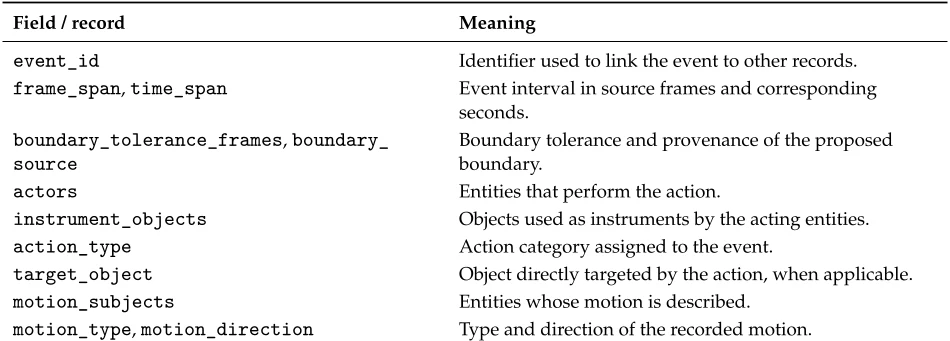 Field / record Meaning
event_id Identifier used to link the event to other records.
frame_span, time_span Event interval in source frames and corresponding
seconds.
boundary_tolerance_frames, boundary_ Boundary tolerance and provenance of the proposed
source boundary.
actors Entities that perform the action.
instrument_objects Objects used as instruments by the acting entities.
action_type Action category assigned to the event.
target_object Object directly targeted by the action, when applicable.
motion_subjects Entities whose motion is described.
motion_type, motion_direction Type and direction of the recorded motion.